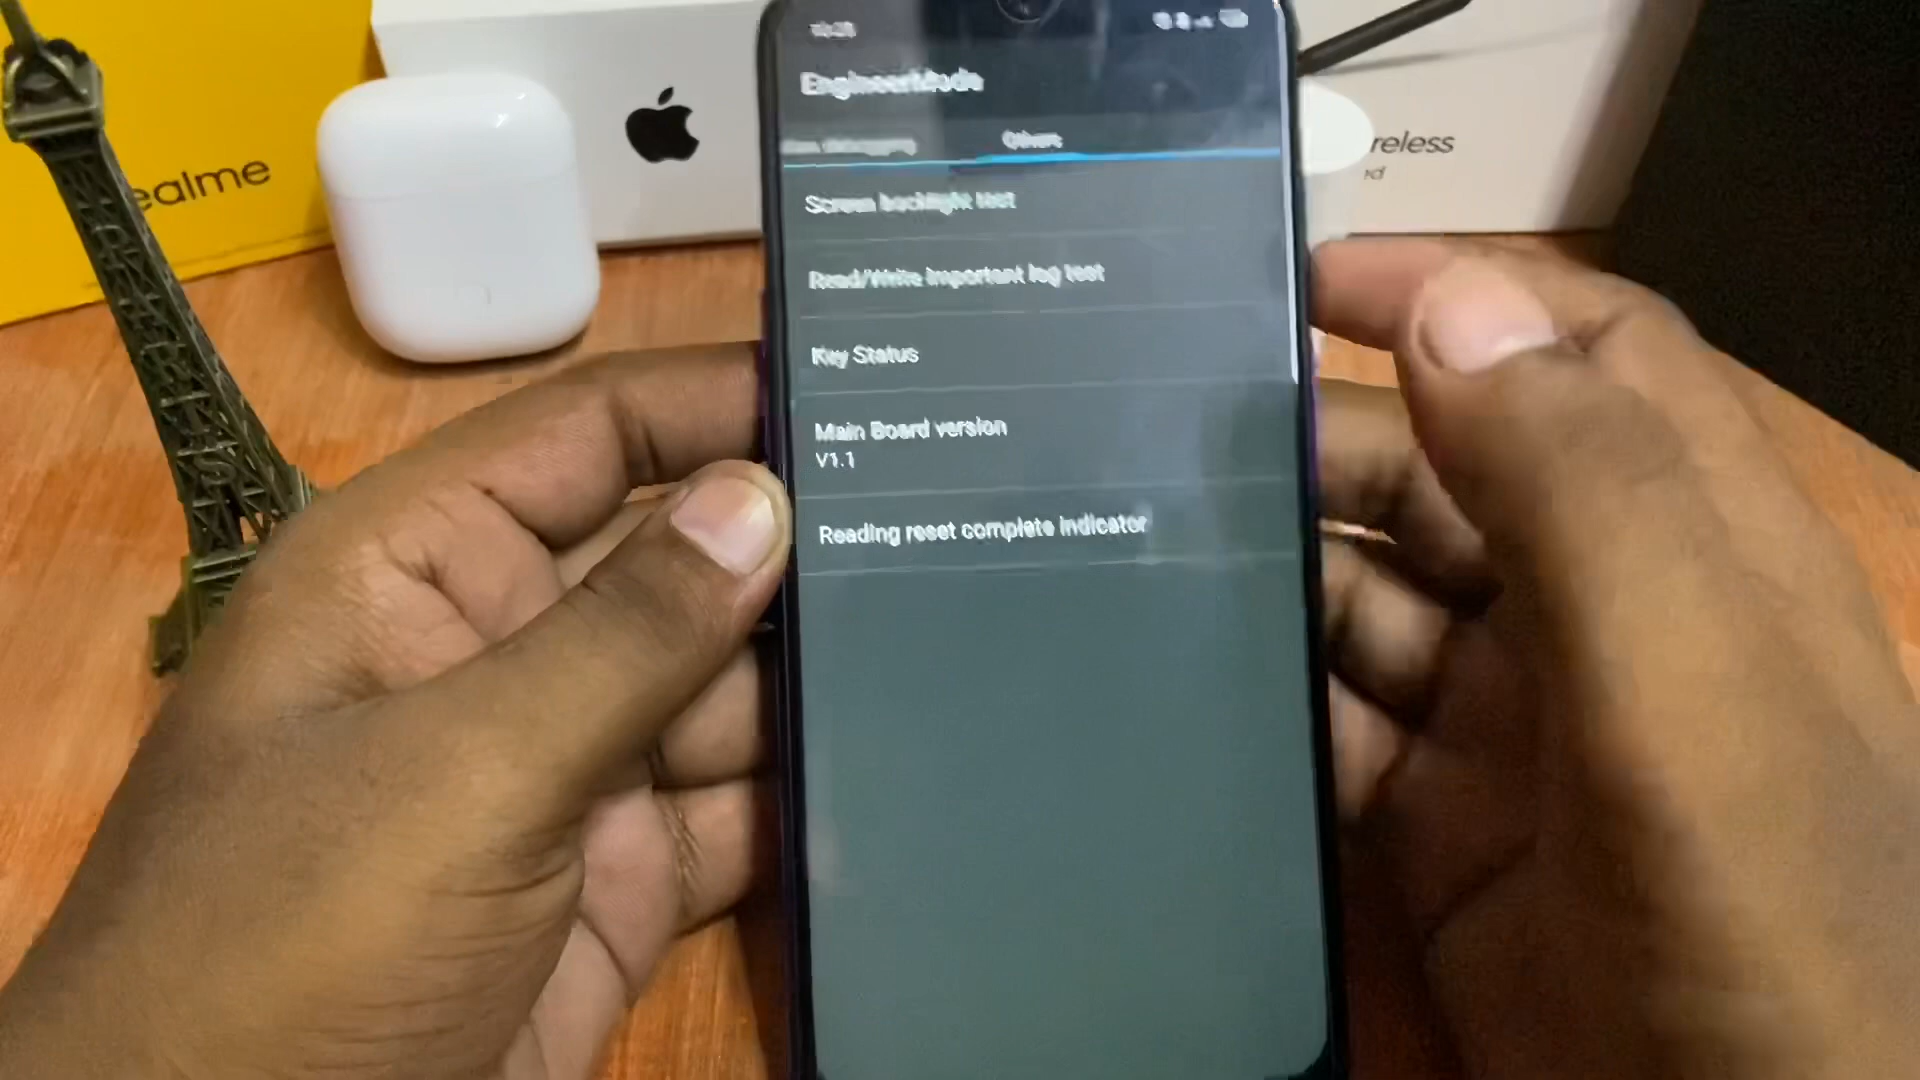 EngineerMode
Others
Screen backlight test
Read/Write important log test
Key Status
Main Board version
V1.1
Reading reset complete indicator
ealme
reless